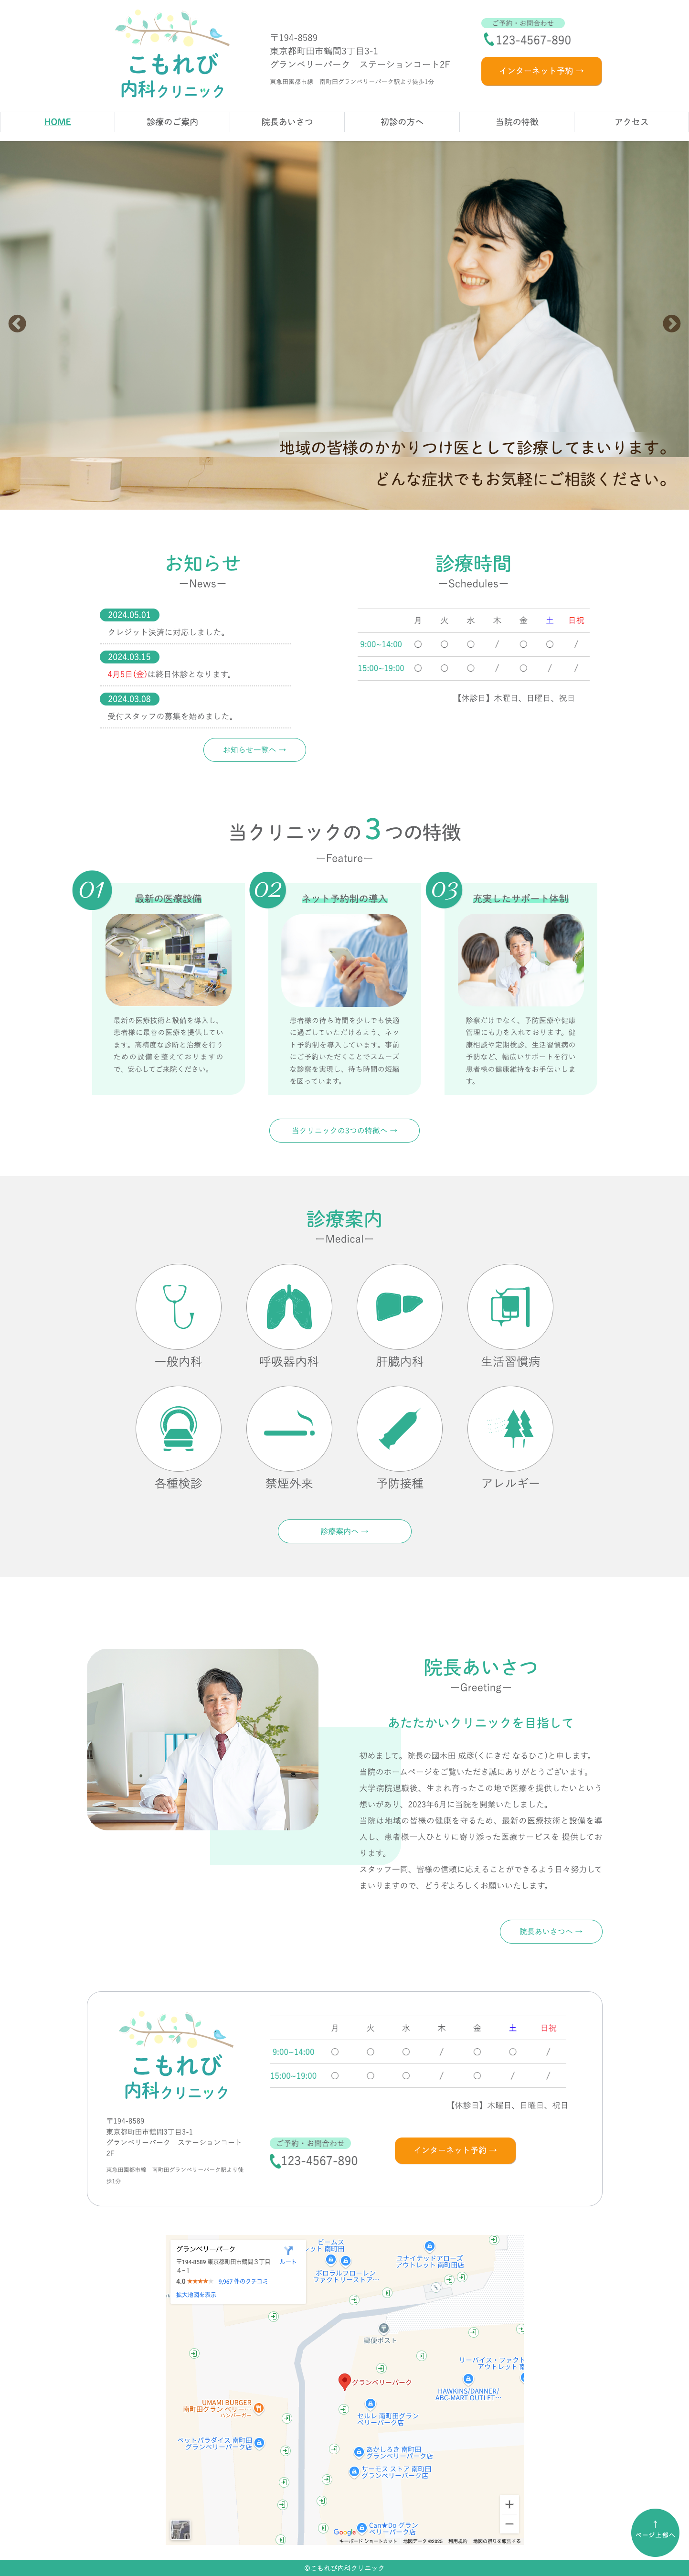 こもれび
内科クリニック
〒194-8589
東京都町田市鶴間3丁目3-1
グランベリーパーク　ステーションコート2F
東急田園都市線　南町田グランベリーパーク駅より徒歩1分
ご予約・お問合わせ
123-4567-890
インターネット予約 →
HOME 診療のご案内 院長あいさつ 初診の方へ 当院の特徴 アクセス
地域の皆様のかかりつけ医として診療してまいります。
どんな症状でもお気軽にご相談ください。
お知らせ
ーNewsー
2024.05.01
クレジット決済に対応しました。
2024.03.15
4月5日(金)は終日休診となります。
2024.03.08
受付スタッフの募集を始めました。
お知らせ一覧へ →
診療時間
ーSchedulesー
月 火 水 木 金 土 日祝
9:00~14:00 〇 〇 〇 / 〇 〇 /
15:00~19:00 〇 〇 〇 / 〇 / /
【休診日】木曜日、日曜日、祝日
当クリニックの3つの特徴
ーFeatureー
01
最新の医療設備
最新の医療技術と設備を導入し、
患者様に最善の医療を提供してい
ます。高精度な診断と治療を行う
ための設備を整えておりますの
で、安心してご来院ください。
02
ネット予約制の導入
患者様の待ち時間を少しでも快適
に過ごしていただけるよう、ネッ
ト予約制を導入しています。事前
にご予約いただくことでスムーズ
な診察を実現し、待ち時間の短縮
を図っています。
03
充実したサポート体制
診察だけでなく、予防医療や健康
管理にも力を入れております。健
康相談や定期検診、生活習慣病の
予防など、幅広いサポートを行い
患者様の健康維持をお手伝いしま
す。
当クリニックの3つの特徴へ →
診療案内
ーMedicalー
一般内科 呼吸器内科 肝臓内科 生活習慣病
各種検診 禁煙外来 予防接種 アレルギー
診療案内へ →
院長あいさつ
ーGreetingー
あたたかいクリニックを目指して
初めまして。院長の國木田 成彦(くにきだ なるひこ)と申します。
当院のホームページをご覧いただき誠にありがとうございます。
大学病院退職後、生まれ育ったこの地で医療を提供したいという
想いがあり、2023年6月に当院を開業いたしました。
当院は地域の皆様の健康を守るため、最新の医療技術と設備を導
入し、患者様一人ひとりに寄り添った医療サービスを 提供してお
ります。
スタッフ一同、皆様の信頼に応えることができるよう日々努力して
まいりますので、どうぞよろしくお願いいたします。
院長あいさつへ →
こもれび
内科クリニック
〒194-8589
東京都町田市鶴間3丁目3-1
グランベリーパーク　ステーションコート
2F
東急田園都市線　南町田グランベリーパーク駅より徒
歩1分
月 火 水 木 金 土 日祝
9:00~14:00 〇 〇 〇 / 〇 〇 /
15:00~19:00 〇 〇 〇 / 〇 / /
【休診日】木曜日、日曜日、祝日
ご予約・お問合わせ
123-4567-890
インターネット予約 →
グランベリーパーク
〒194-8589 東京都町田市鶴間３丁目
４−１
ルート
4.0 ★★★★☆ 9,967 件のクチコミ
拡大地図を表示
ビームス
レット 南町田
ポロラルフローレン
ファクトリーストア…
ユナイテッドアローズ
アウトレット 南町田店
郵便ポスト
リーバイス・ファクト
アウトレット 南
グランベリーパーク
HAWKINS/DANNER/
ABC-MART OUTLET…
UMAMI BURGER
南町田グラン ベリー…
ハンバーガー
セルレ 南町田グラン
ベリーパーク店
ペットパラダイス 南町田
グランベリーパーク店
あかしろき 南町田
グランベリーパーク店
サーモス ストア 南町田
グランベリーパーク店
Can★Do グラン
ベリーパーク店
Google
キーボード ショートカット 地図データ ©2025 利用規約 地図の誤りを報告する
↑
ページ上部へ
©こもれび内科クリニック